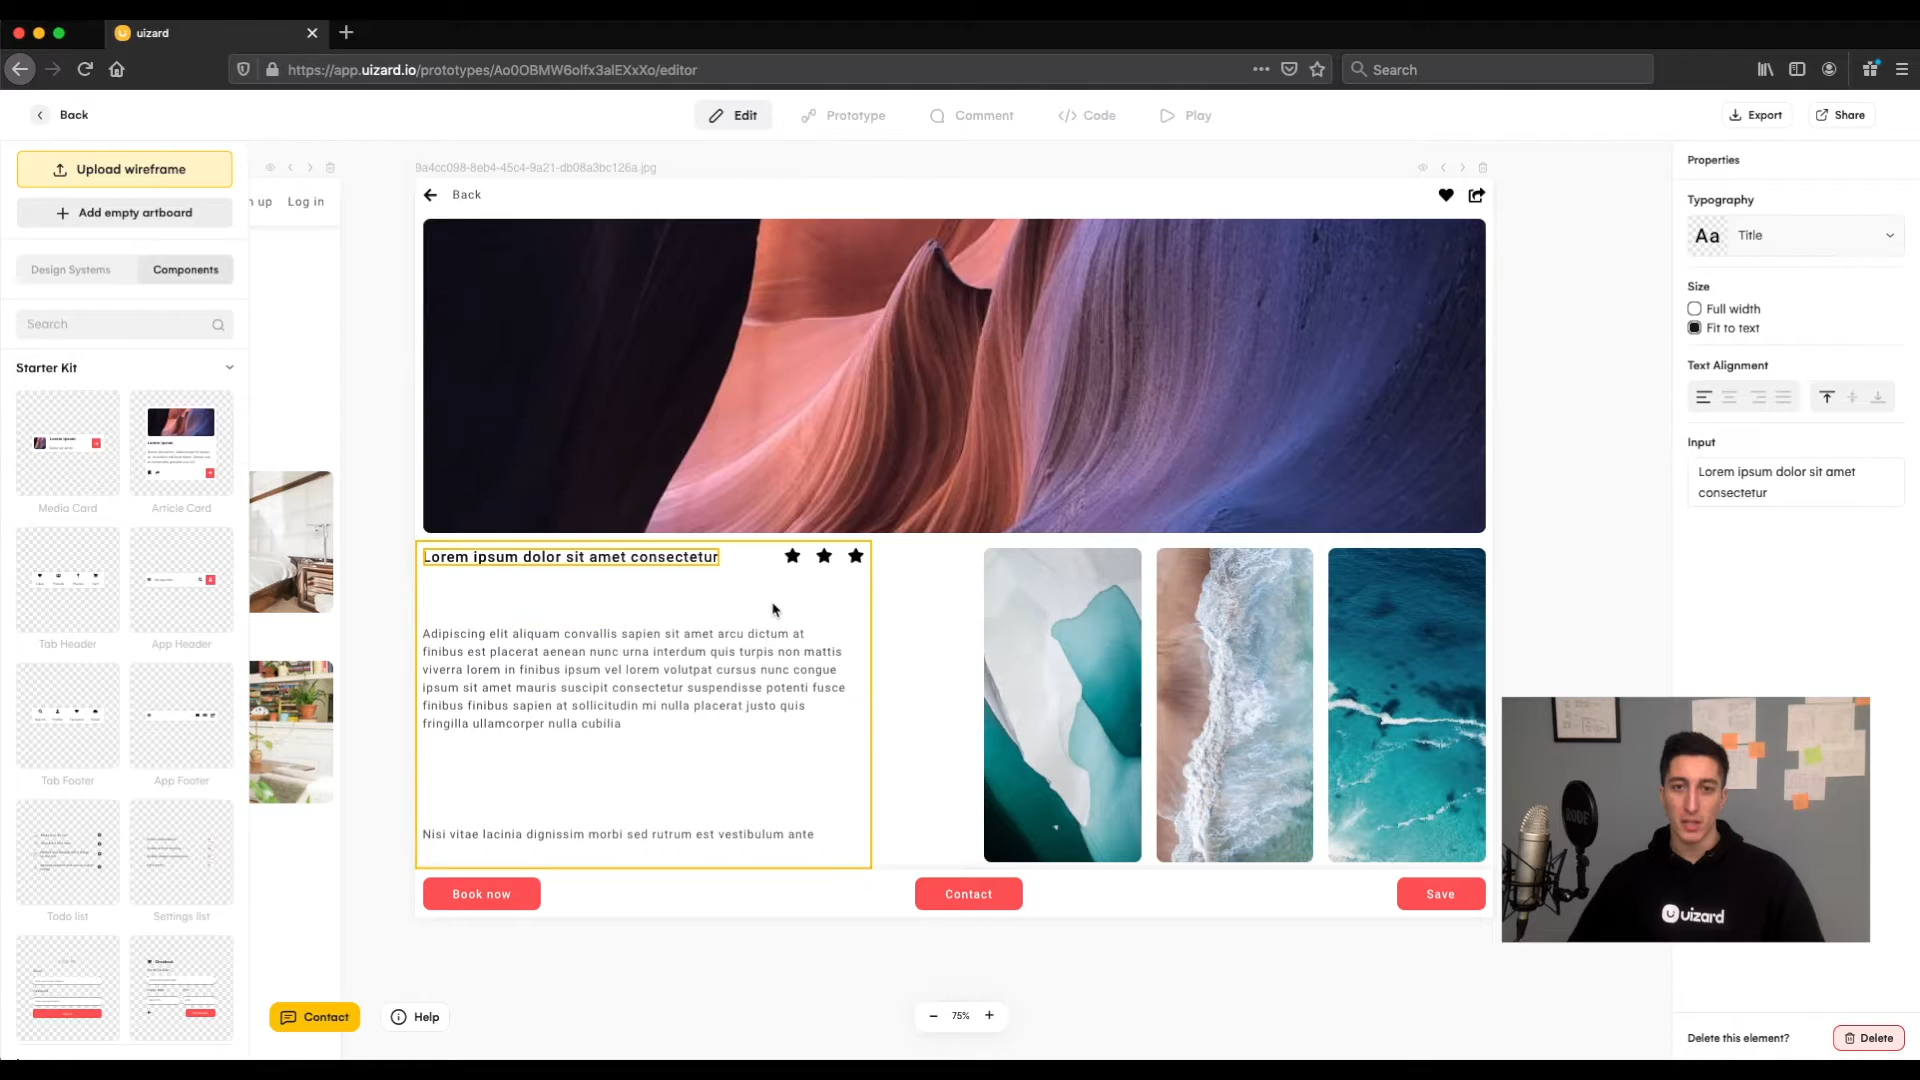 uizard
https://app.uizard.io/prototypes/Ao0OBMW6olfx3alEXxXo/editor
Search
Back
Edit
Prototype
Comment
Code
Play
Export
Share
Upload wireframe
Add empty artboard
Design Systems
Components
Search
Starter Kit
Media Card
Article Card
Tab Header
App Header
Tab Footer
App Footer
Todo list
Settings list
up
Log in
9a4cc098-8eb4-45c4-9a21-db08a3bc126a.jpg
Back
Lorem ipsum dolor sit amet consectetur
Adipiscing elit aliquam convallis sapien sit amet arcu dictum at
finibus est placerat aenean nunc urna interdum quis turpis non mattis
viverra lorem in finibus ipsum vel lorem volutpat cursus nunc congue
ipsum sit amet mauris suscipit consectetur suspendisse potenti fusce
finibus finibus sapien at sollicitudin mi nulla placerat justo quis
fringilla ullamcorper nulla cubilia
Nisi vitae lacinia dignissim morbi sed rutrum est vestibulum ante
Book now
Contact
Save
Contact
Help
75%
Properties
Typography
Aa Title
Size
Full width
Fit to text
Text Alignment
Input
Lorem ipsum dolor sit amet
consectetur
RODE
uizard
Delete this element?
Delete